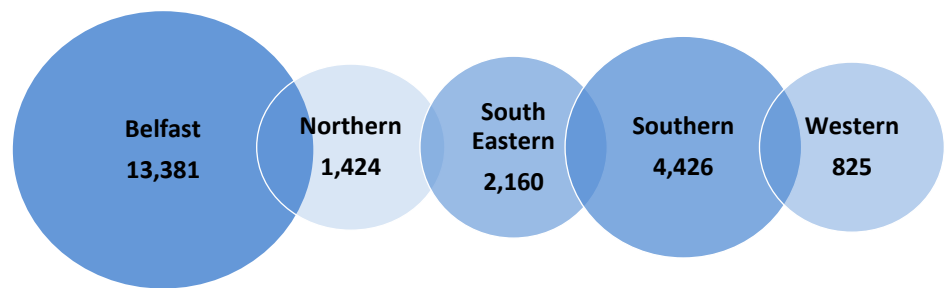 Belfast
13,381
Northern
1,424
South
Eastern
2,160
Southern
4,426
Western
825